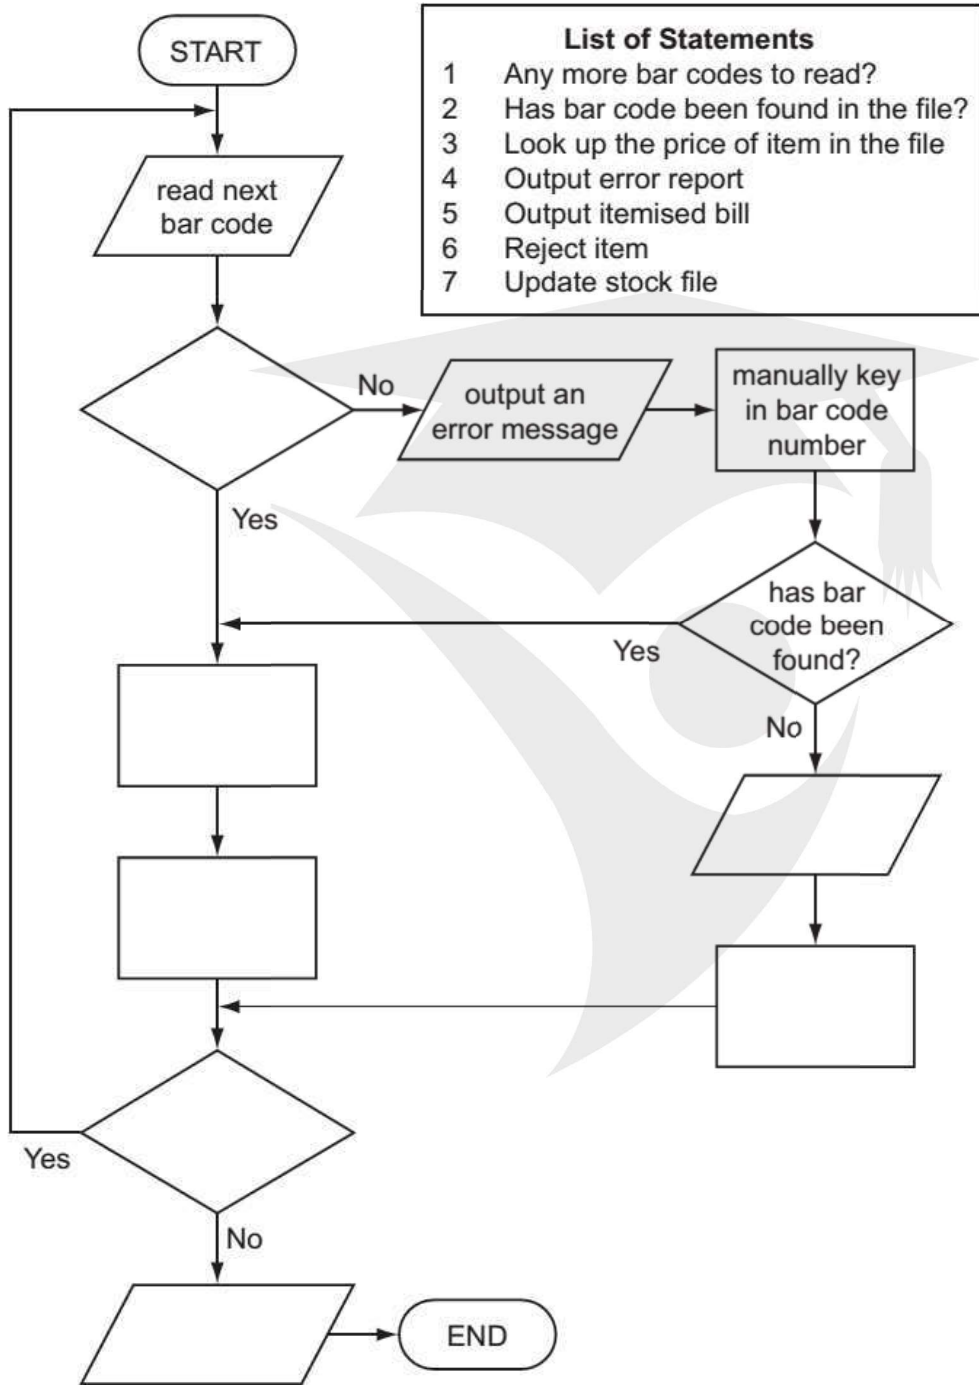 START
List of Statements
1 Any more bar codes to read?
2 Has bar code been found in the file?
3 Look up the price of item in the file
4 Output error report
5 Output itemised bill
6 Reject item
7 Update stock file
read next
bar code
No
output an
error message
manually key
in bar code
number
Yes
has bar
code been
found?
Yes
No
Yes
No
END